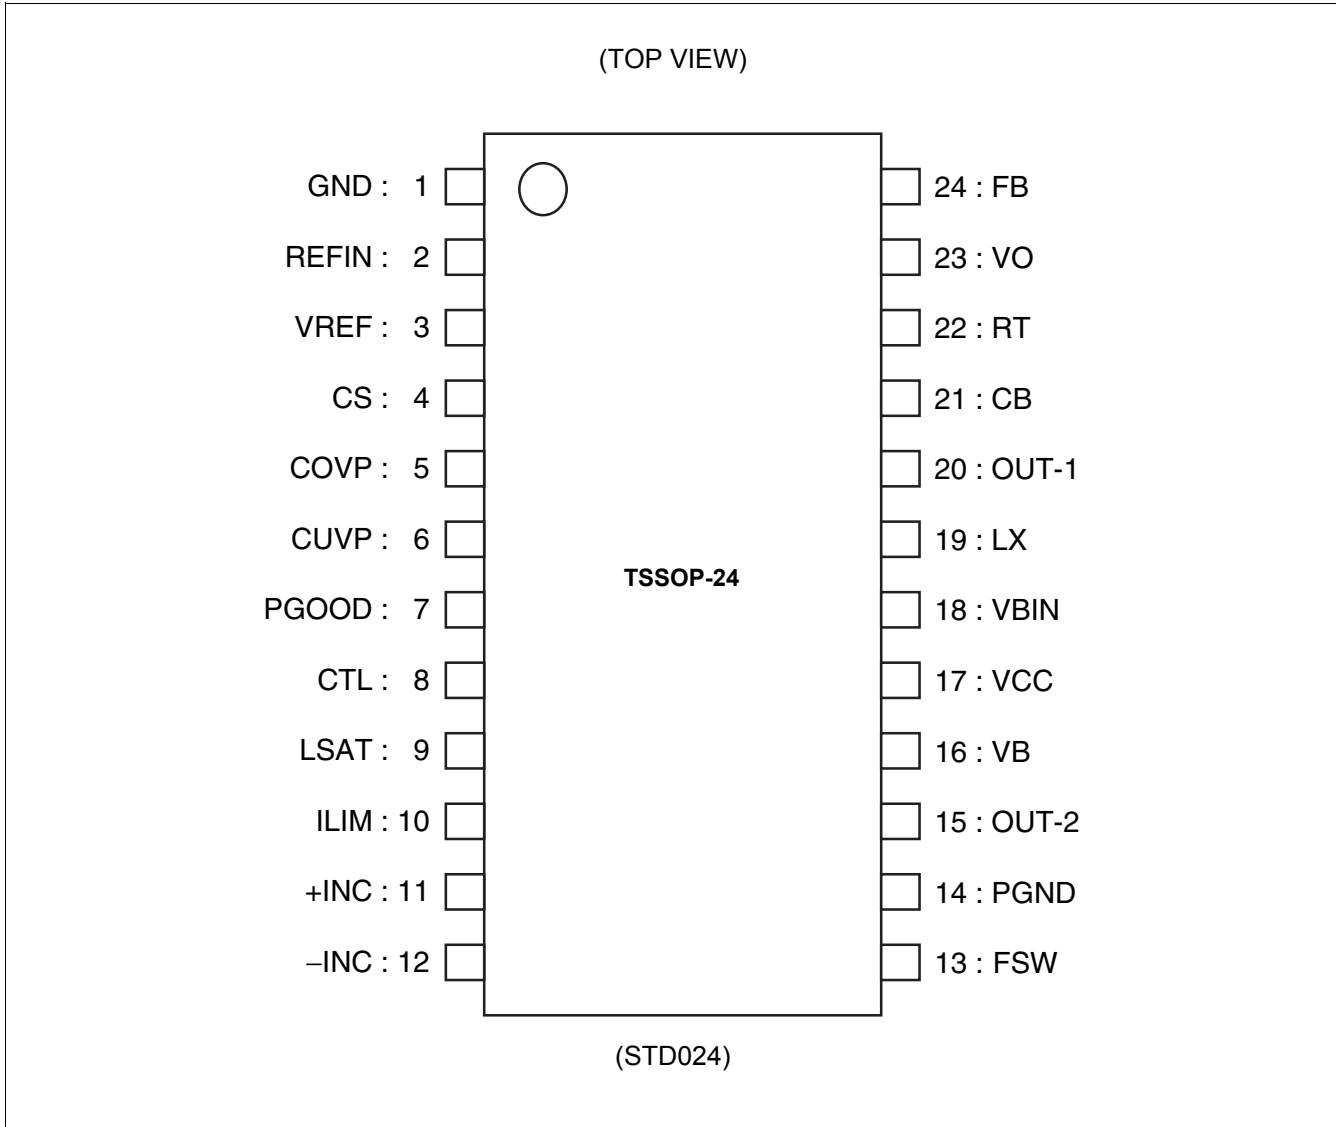 (TOP VIEW)
GND : 1
24 : FB
REFIN : 2
23 : VO
VREF : 3
22 : RT
CS : 4
21 : CB
COVP : 5
20 : OUT-1
CUVP : 6
19 : LX
TSSOP-24
PGOOD : 7
18 : VBIN
CTL : 8
17 : VCC
LSAT : 9
16 : VB
ILIM : 10
15 : OUT-2
+INC : 11
14 : PGND
−INC : 12
13 : FSW
(STD024)